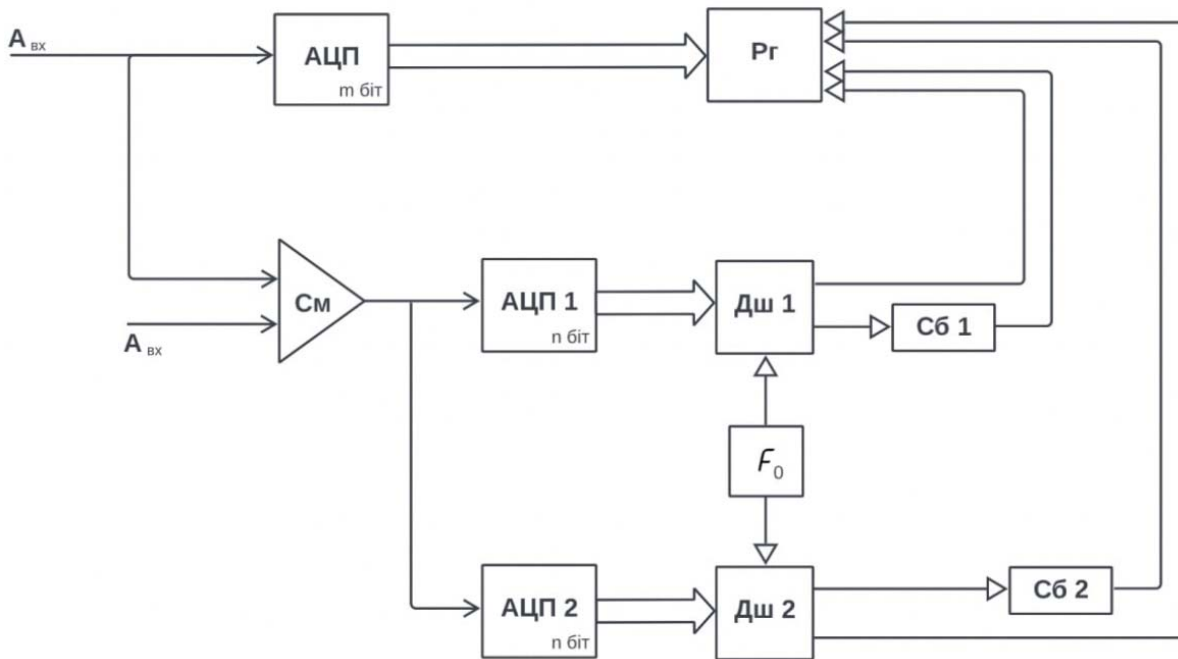 А вх
АЦП
m біт
Рг
См
А вх
АЦП 1
n біт
Дш 1
Сб 1
F0
АЦП 2
n біт
Дш 2
Сб 2